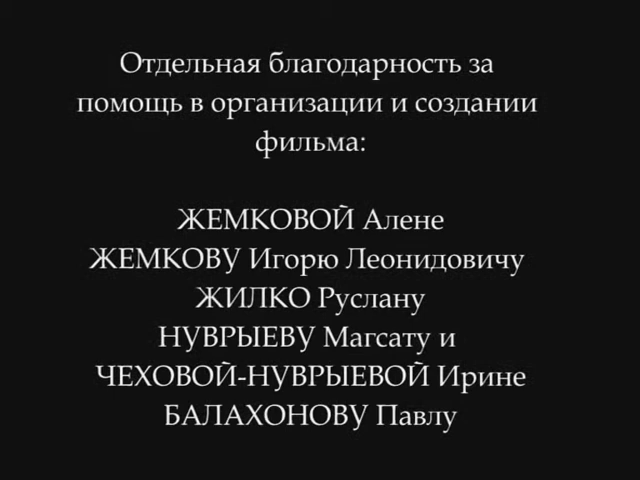 Отдельная благодарность за
помощь в организации и создании
фильма:
ЖЕМКОВОЙ Алене
ЖЕМКОВУ Игорю Леонидовичу
ЖИЛКО Руслану
НУВРЫЕВУ Магсату и
ЧЕХОВОЙ-НУВРЫЕВОЙ Ирине
БАЛАХОНОВУ Павлу